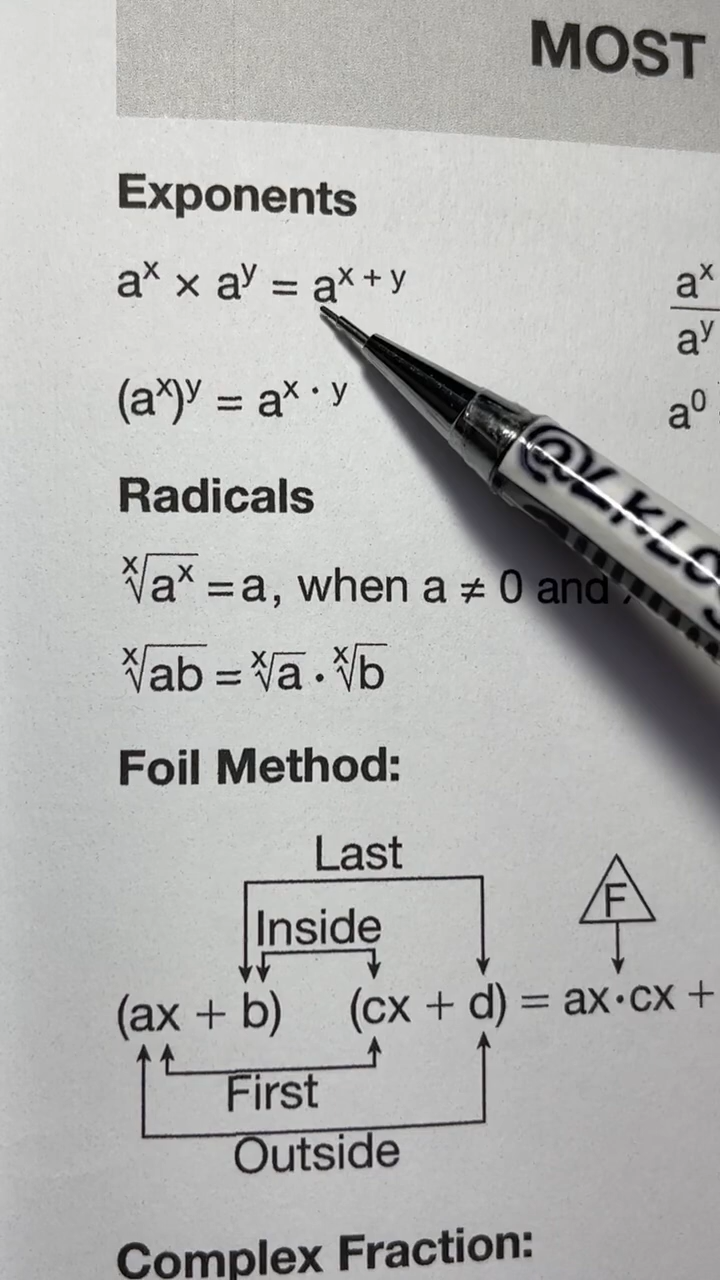 MOST
Exponents
aˣ × aʸ = aˣ ⁺ ʸ
aˣ
aʸ
(aˣ)ʸ = aˣ · ʸ
a⁰
Radicals
ˣ√aˣ = a, when a ≠ 0 and
ˣ√ab = ˣ√a · ˣ√b
Foil Method:
Last
Inside
F
(ax + b) (cx + d) = ax·cx +
First
Outside
Complex Fraction: